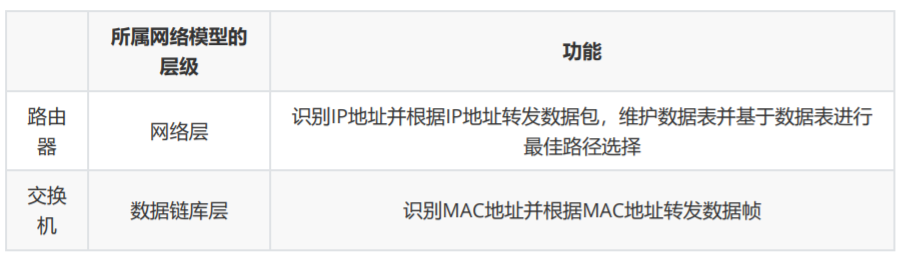 所属网络模型的
层级
功能
路由
器
网络层
识别IP地址并根据IP地址转发数据包，维护数据表并基于数据表进行
最佳路径选择
交换
机
数据链库层
识别MAC地址并根据MAC地址转发数据帧